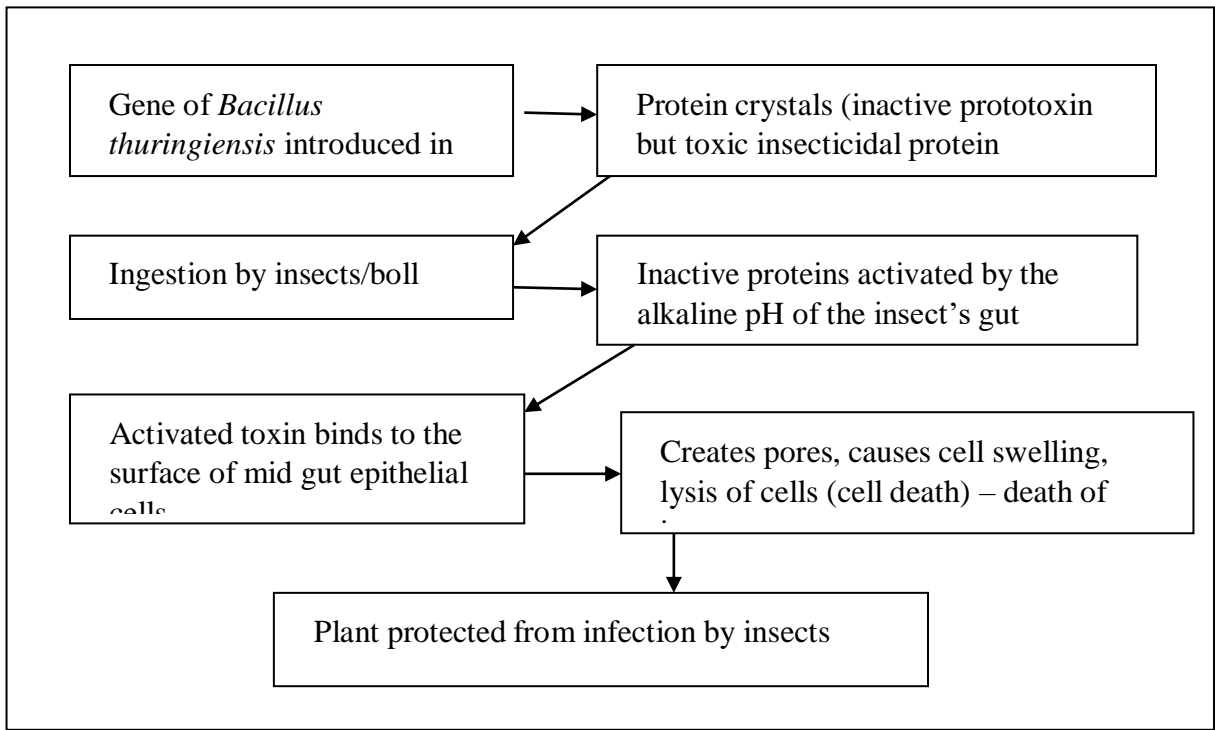 Gene of Bacillus
thuringiensis introduced in
Protein crystals (inactive prototoxin
but toxic insecticidal protein
Ingestion by insects/boll
Inactive proteins activated by the
alkaline pH of the insect’s gut
Activated toxin binds to the
surface of mid gut epithelial
cells
Creates pores, causes cell swelling,
lysis of cells (cell death) – death of
Plant protected from infection by insects